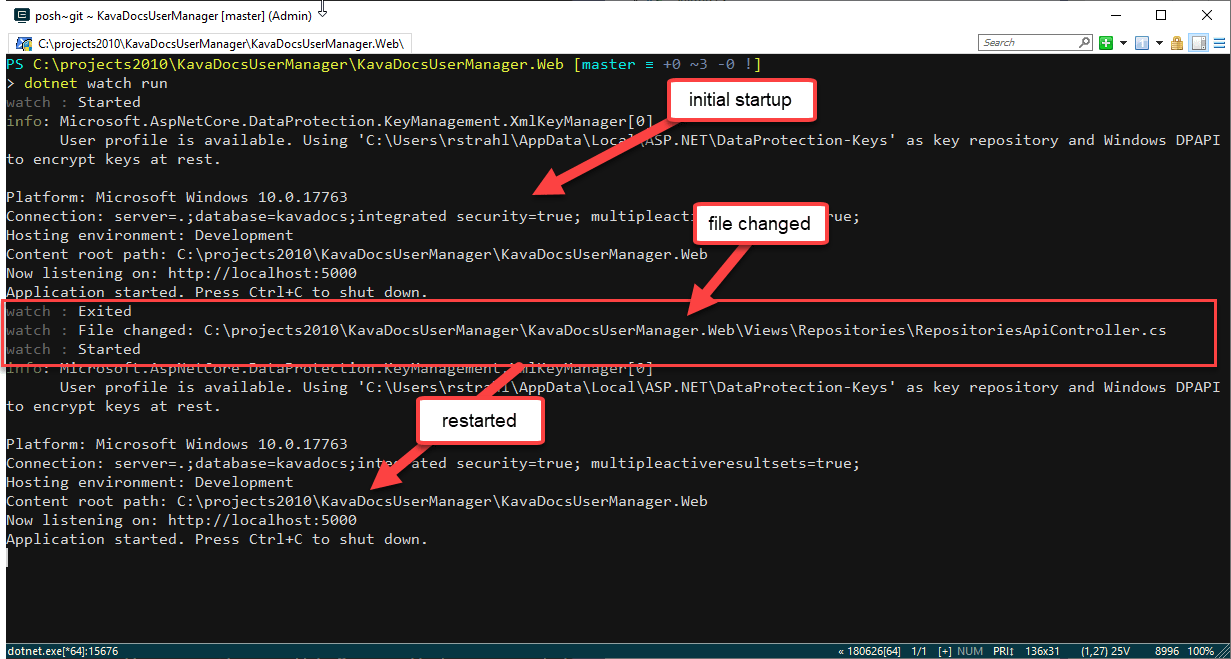 posh~git ~ KavaDocsUserManager [master] (Admin)
C:\projects2010\KavaDocsUserManager\KavaDocsUserManager.Web\
Search
PS C:\projects2010\KavaDocsUserManager\KavaDocsUserManager.Web [master ≡ +0 ~3 -0 !]
> dotnet watch run
watch : Started
initial startup
info: Microsoft.AspNetCore.DataProtection.KeyManagement.XmlKeyManager[0]
User profile is available. Using 'C:\Users\rstrahl\AppData\Local\ASP.NET\DataProtection-Keys' as key repository and Windows DPAPI
to encrypt keys at rest.
Platform: Microsoft Windows 10.0.17763
Connection: server=.;database=kavadocs;integrated security=true; multipleacti ue;
file changed
Hosting environment: Development
Content root path: C:\projects2010\KavaDocsUserManager\KavaDocsUserManager.Web
Now listening on: http://localhost:5000
Application started. Press Ctrl+C to shut down.
watch : Exited
watch : File changed: C:\projects2010\KavaDocsUserManager\KavaDocsUserManager.Web\Views\Repositories\RepositoriesApiController.cs
watch : Started
info: Microsoft.AspNetCore.DataProtection.KeyManagement.XmlKeyManager[0]
User profile is available. Using 'C:\Users\rstrahl\AppData\Local\ASP.NET\DataProtection-Keys' as key repository and Windows DPAPI
to encrypt keys at rest.
restarted
Platform: Microsoft Windows 10.0.17763
Connection: server=.;database=kavadocs;integrated security=true; multipleactiveresultsets=true;
Hosting environment: Development
Content root path: C:\projects2010\KavaDocsUserManager\KavaDocsUserManager.Web
Now listening on: http://localhost:5000
Application started. Press Ctrl+C to shut down.
dotnet.exe[*64]:15676
« 180626[64] 1/1 [+] NUM PRI↕ 136x31 (1,27) 25V 8996 100%